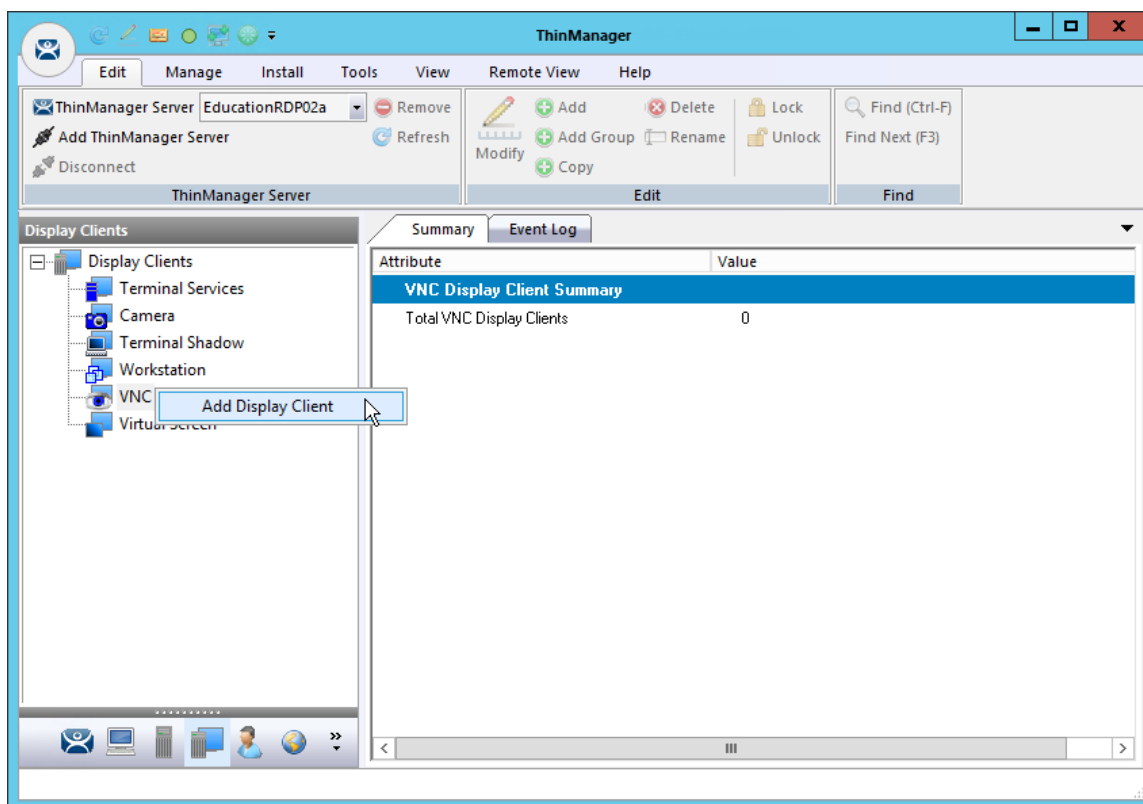 ThinManager
Edit Manage Install Tools View Remote View Help
ThinManager Server EducationRDP02a Remove
Add ThinManager Server Refresh
Disconnect
ThinManager Server
Modify
Add Delete Lock
Add Group Rename Unlock
Copy
Edit
Find (Ctrl-F)
Find Next (F3)
Find
Display Clients
Display Clients
Terminal Services
Camera
Terminal Shadow
Workstation
VNC
Add Display Client
Virtual Screen
Summary Event Log
Attribute Value
VNC Display Client Summary
Total VNC Display Clients 0